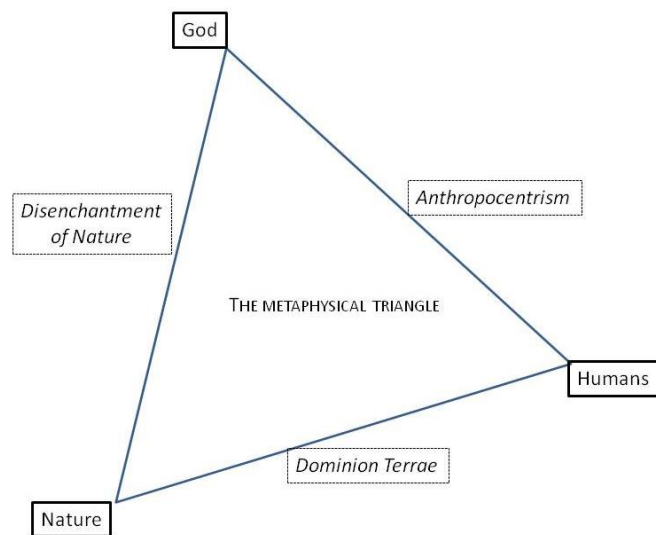 God
Disenchantment
of Nature
Anthropocentrism
THE METAPHYSICAL TRIANGLE
Humans
Dominion Terrae
Nature